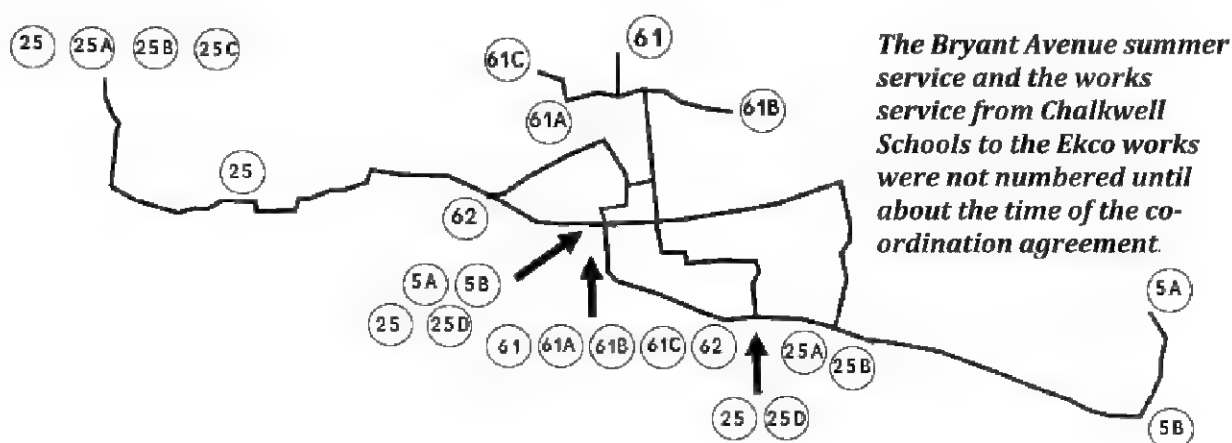 25 25A 25B 25C
61C
61
61A
61B
25
62
5A 5B
25 25D
61 61A 61B 61C 62
25A
25B
25 25D
5A
5B
The Bryant Avenue summer
service and the works
service from Chalkwell
Schools to the Ekco works
were not numbered until
about the time of the co-
ordination agreement.